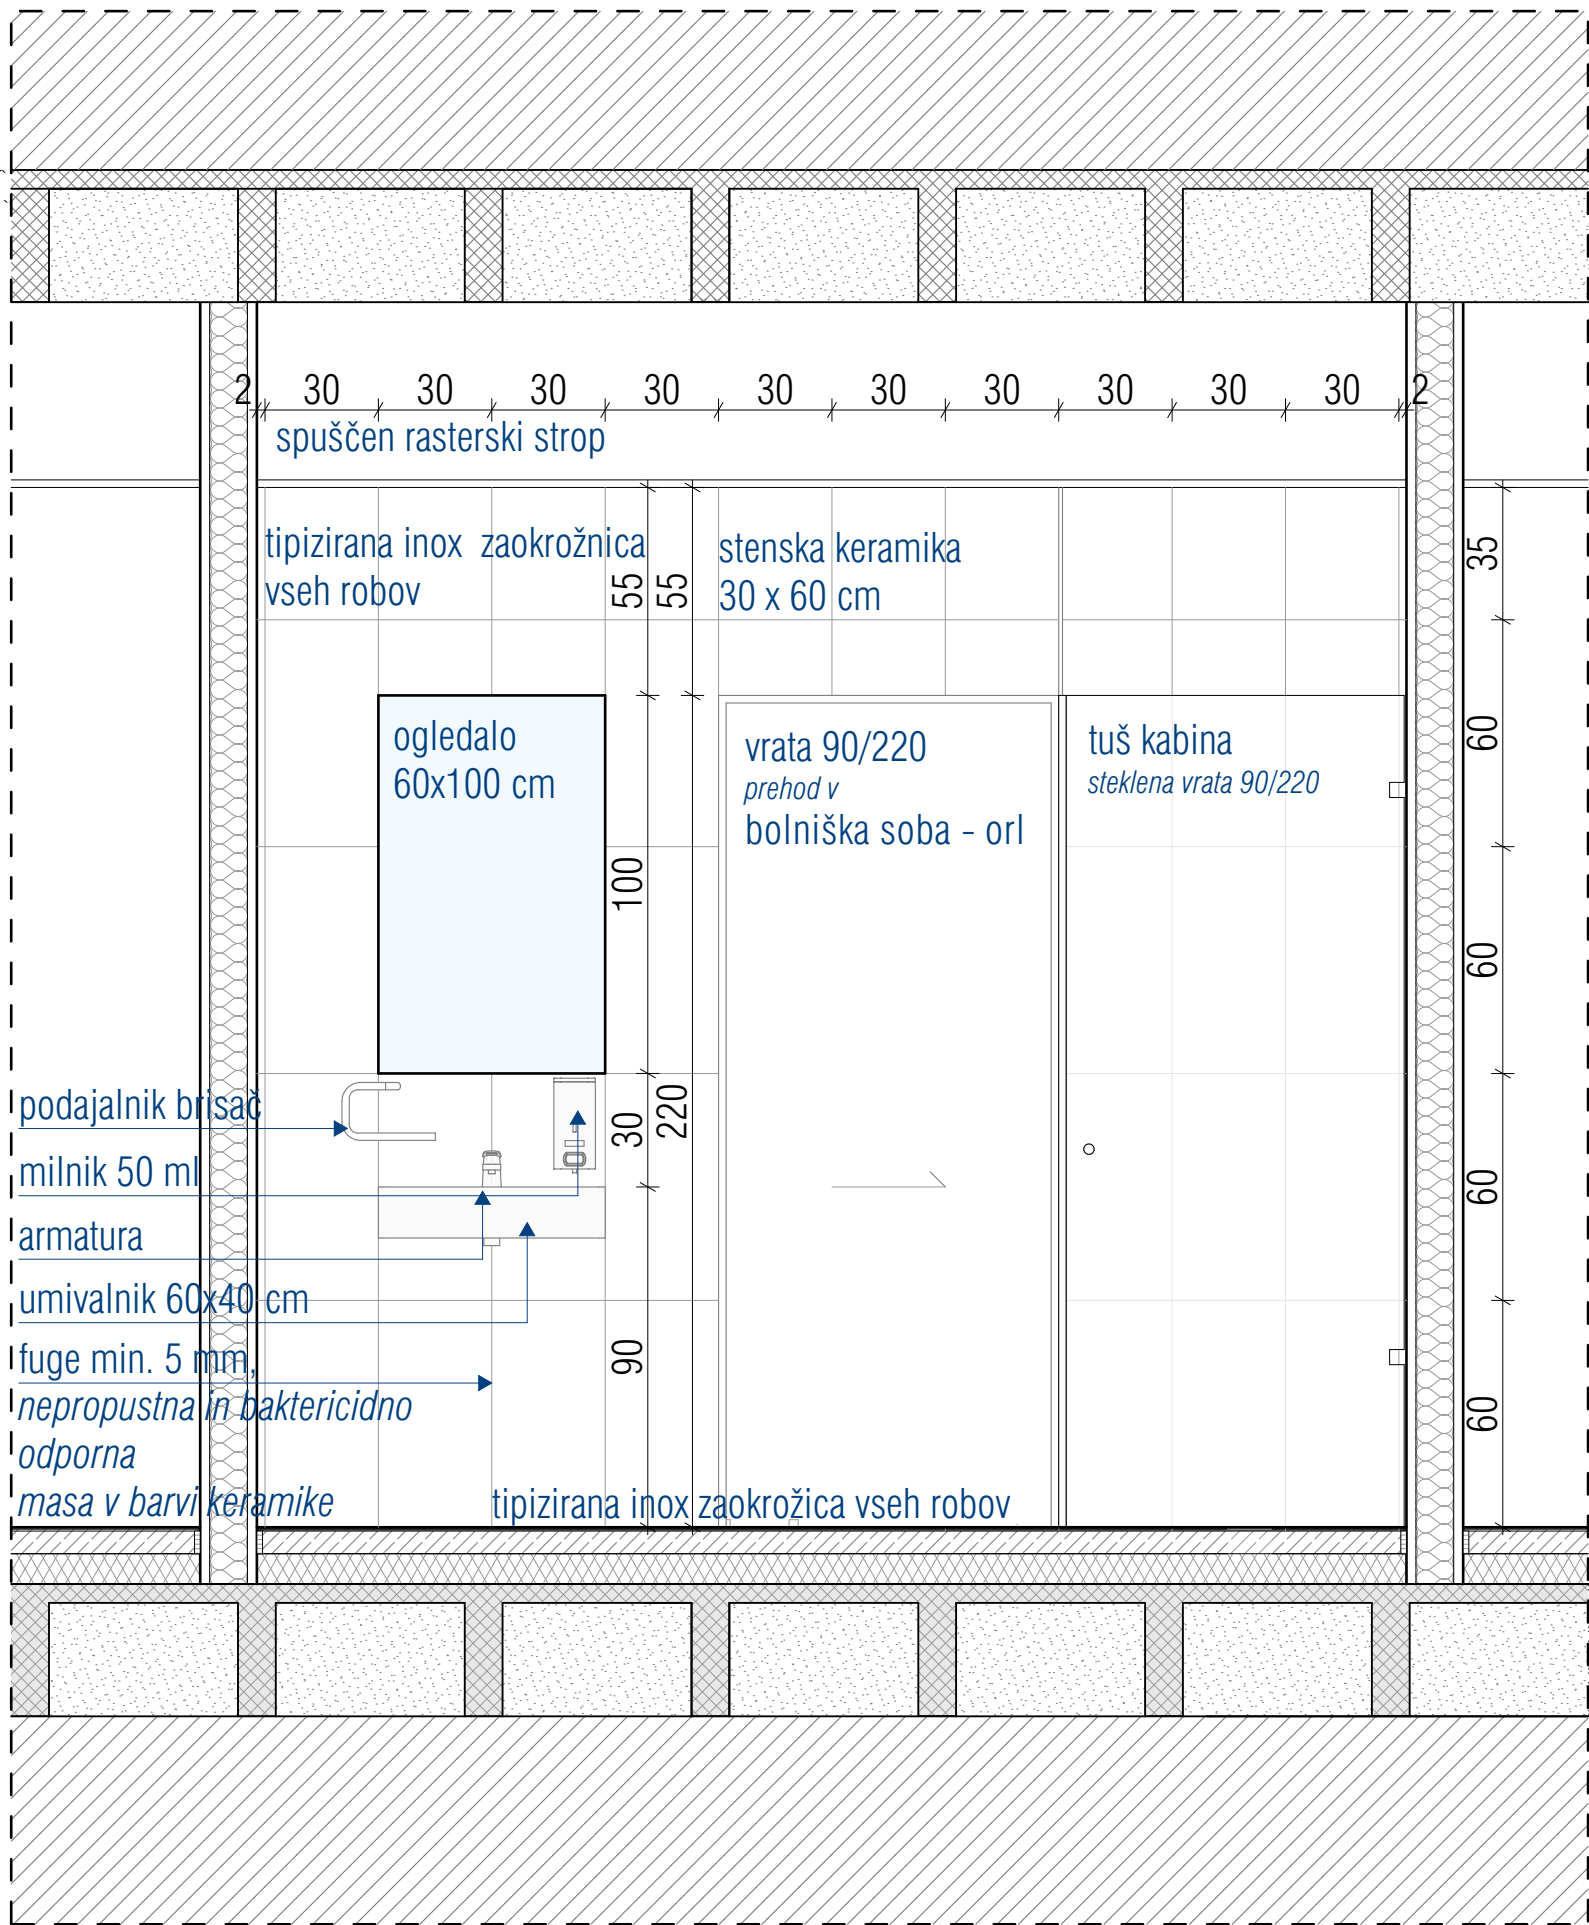 2 30 30 30 30 30 30 30 30 30 30 2
spuščen rasterski strop
tipizirana inox  zaokrožnica
vseh robov
55
55
stenska keramika
30 x 60 cm
35
ogledalo
60x100 cm
vrata 90/220
prehod v
bolniška soba - orl
tuš kabina
steklena vrata 90/220
60
100
60
podajalnik brisač
30
220
milnik 50 ml
60
armatura
umivalnik 60x40 cm
fuge min. 5 mm,
nepropustna in baktericidno
odporna
masa v barvi keramike
90
60
tipizirana inox zaokrožica vseh robov